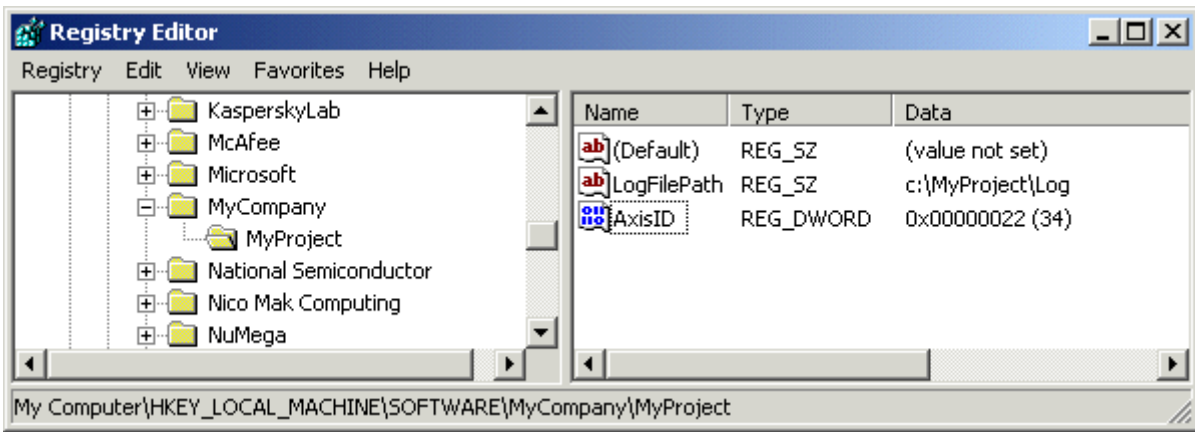 Registry Editor
Registry Edit View Favorites Help
KasperskyLab
McAfee
Microsoft
MyCompany
MyProject
National Semiconductor
Nico Mak Computing
NuMega
Name Type Data
(Default) REG_SZ (value not set)
LogFilePath REG_SZ c:\MyProject\Log
AxisID REG_DWORD 0x00000022 (34)
My Computer\HKEY_LOCAL_MACHINE\SOFTWARE\MyCompany\MyProject